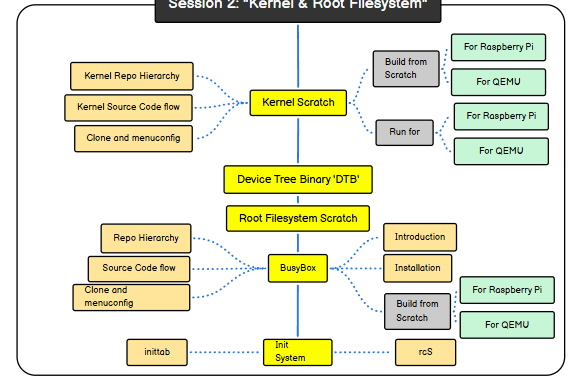 Session 2: "Kernel & Root Filesystem"
Kernel Repo Hierarchy
Kernel Source Code flow
Clone and menuconfig
Kernel Scratch
Build from
Scratch
For Raspberry Pi
For QEMU
Run for
For Raspberry Pi
For QEMU
Device Tree Binary 'DTB'
Root Filesystem Scratch
Repo Hierarchy
Source Code flow
Clone and
menuconfig
BusyBox
Introduction
Installation
Build from
Scratch
For Raspberry Pi
For QEMU
inittab
Init
System
rcS